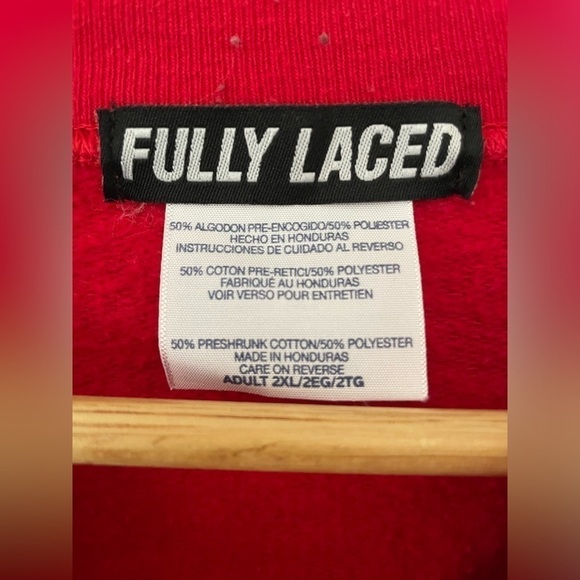 FULLY LACED
50% ALGODON PRE-ENCOGIDO/50% POLIESTER
HECHO EN HONDURAS
INSTRUCCIONES DE CUIDADO AL REVERSO
50% COTON PRE-RETICI/50% POLYESTER
FABRIQUÉ AU HONDURAS
VOIR VERSO POUR ENTRETIEN
50% PRESHRUNK COTTON/50% POLYESTER
MADE IN HONDURAS
CARE ON REVERSE
ADULT 2XL/2EG/2TG